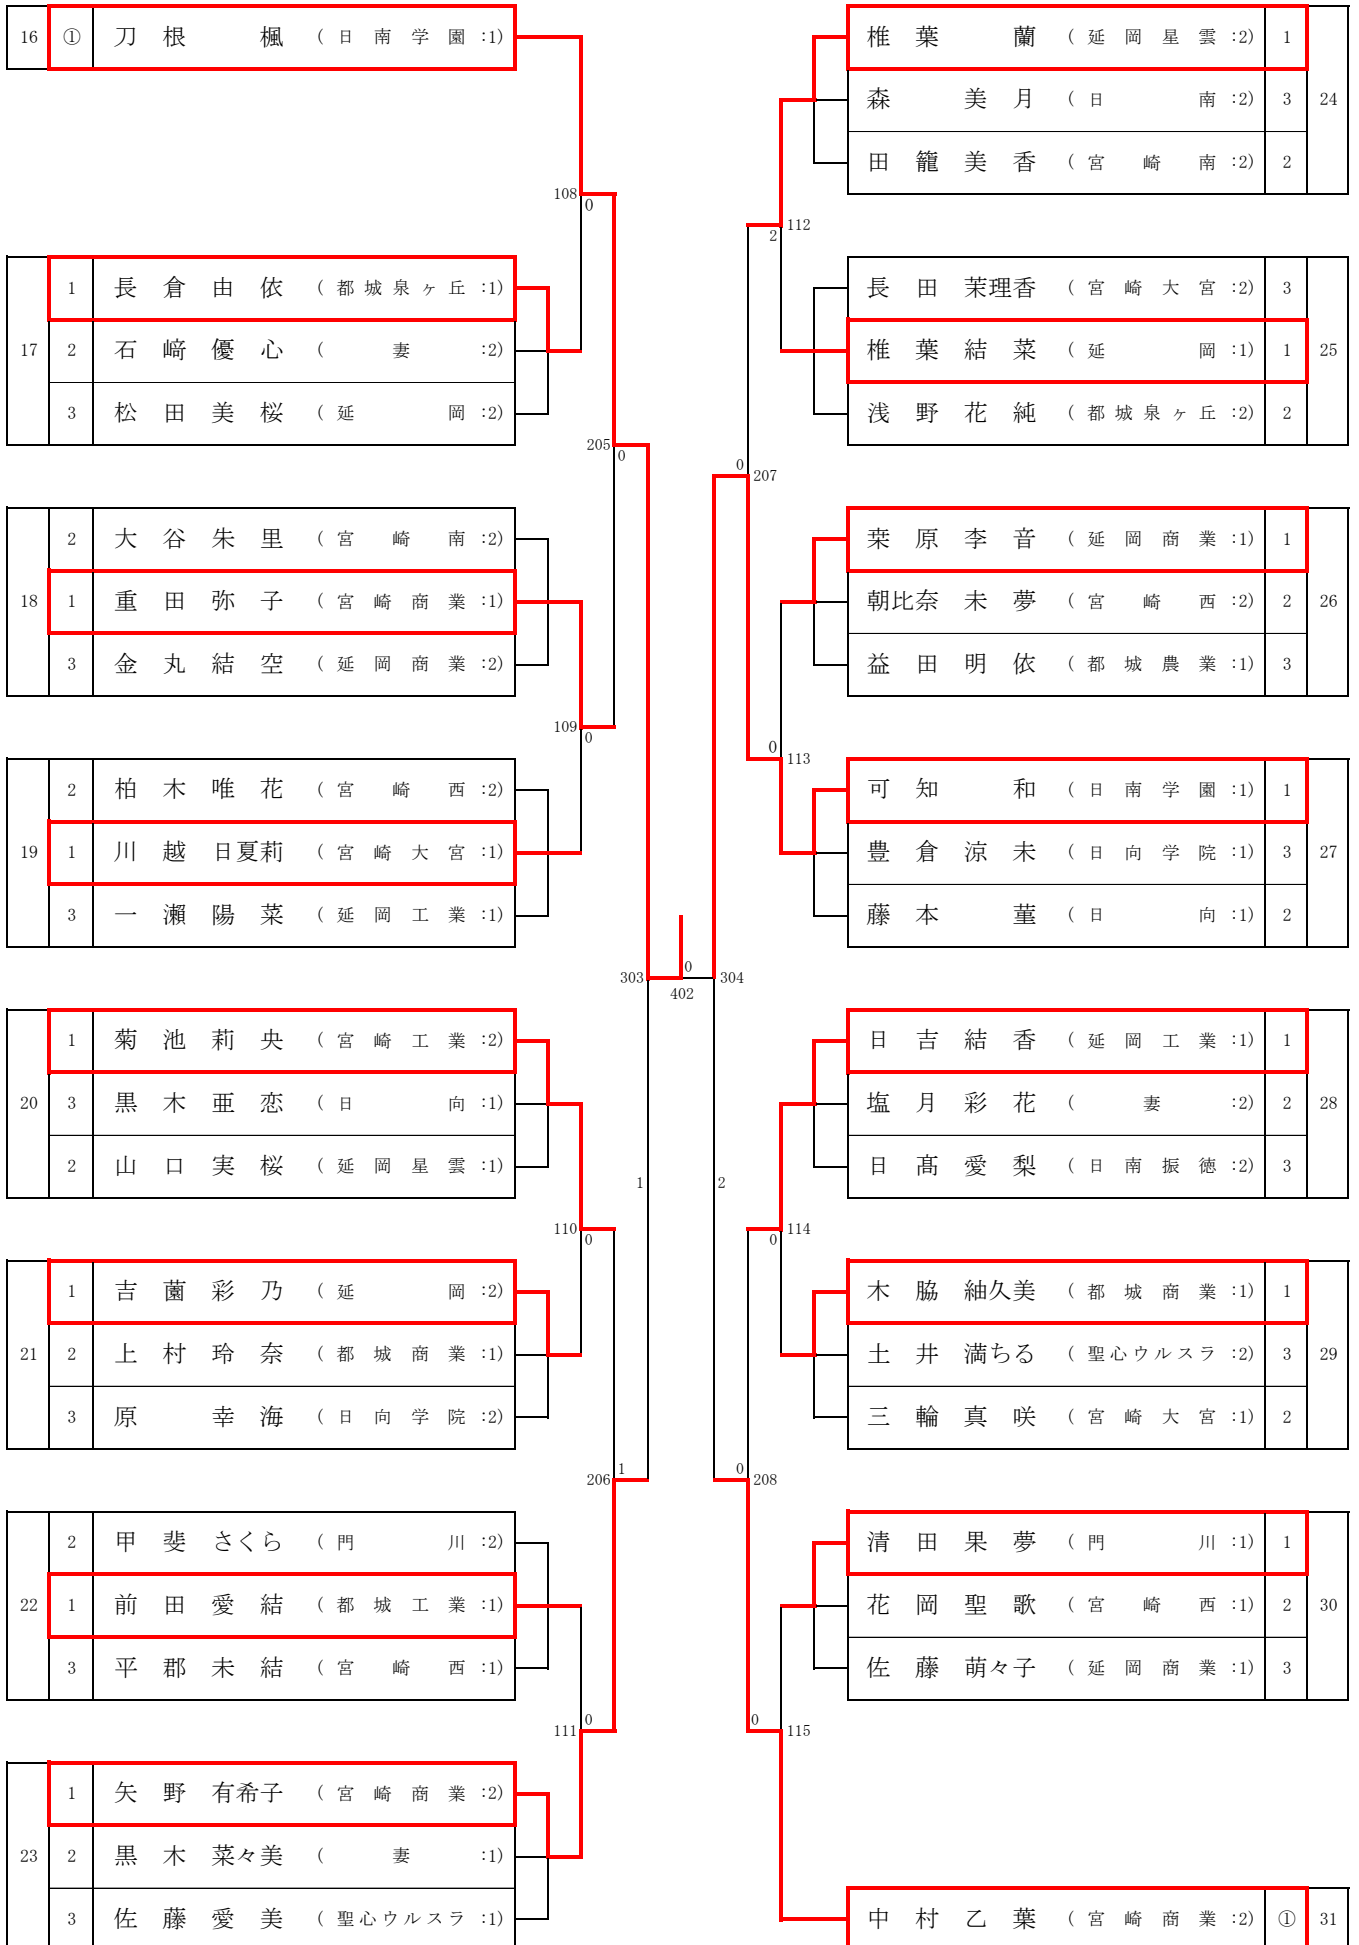 16 ① 刀根 楓 (日南学園:1)
108
0
17
1 長倉由依 (都城泉ヶ丘:1)
2 石﨑優心 (妻:2)
3 松田美桜 (延岡:2)
205
0
18
2 大谷朱里 (宮崎南:2)
1 重田弥子 (宮崎商業:1)
3 金丸結空 (延岡商業:2)
109
0
19
2 柏木唯花 (宮崎西:2)
1 川越日夏莉 (宮崎大宮:1)
3 一瀬陽菜 (延岡工業:1)
303
1
20
1 菊池莉央 (宮崎工業:2)
3 黒木亜恋 (日向:1)
2 山口実桜 (延岡星雲:1)
110
0
21
1 吉薗彩乃 (延岡:2)
2 上村玲奈 (都城商業:1)
3 原 幸海 (日向学院:2)
206
1
22
2 甲斐さくら (門川:2)
1 前田愛結 (都城工業:1)
3 平郡未結 (宮崎西:1)
111
0
23
1 矢野有希子 (宮崎商業:2)
2 黒木菜々美 (妻:1)
3 佐藤愛美 (聖心ウルスラ:1)
0
402
椎葉 蘭 (延岡星雲:2) 1
森 美月 (日南:2) 3
田籠美香 (宮崎南:2) 2
24
112
2
長田茉理香 (宮崎大宮:2) 3
椎葉結菜 (延岡:1) 1
浅野花純 (都城泉ヶ丘:2) 2
25
0
207
桒原李音 (延岡商業:1) 1
朝比奈未夢 (宮崎西:2) 2
益田明依 (都城農業:1) 3
26
0
113
可知 和 (日南学園:1) 1
豊倉涼未 (日向学院:1) 3
藤本 菫 (日向:1) 2
27
304
2
日吉結香 (延岡工業:1) 1
塩月彩花 (妻:2) 2
日髙愛梨 (日南振徳:2) 3
28
114
0
木脇紬久美 (都城商業:1) 1
土井満ちる (聖心ウルスラ:2) 3
三輪真咲 (宮崎大宮:1) 2
29
0
208
清田果夢 (門川:1) 1
花岡聖歌 (宮崎西:1) 2
佐藤萌々子 (延岡商業:1) 3
30
0
115
中村乙葉 (宮崎商業:2) ① 31